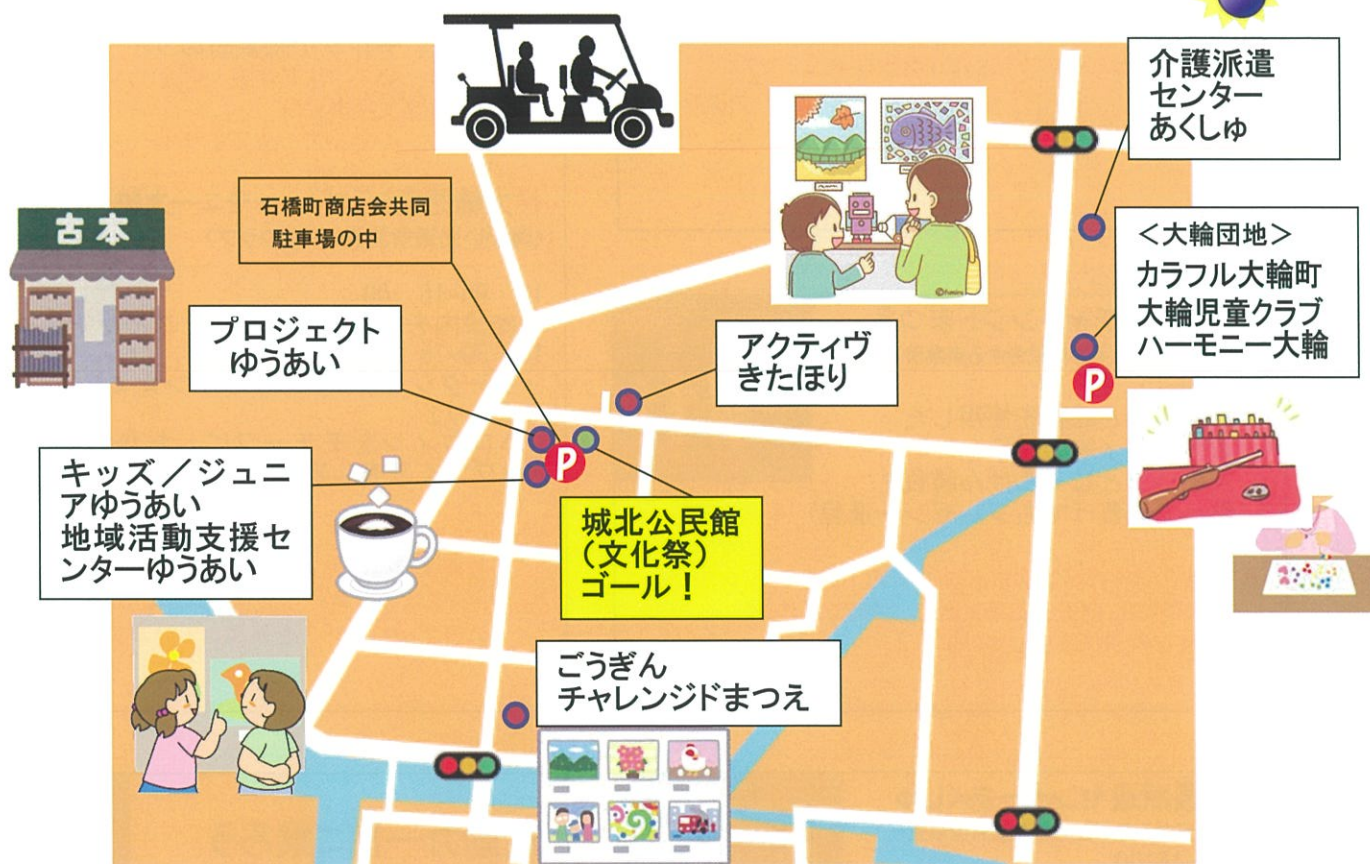 介護派遣
センター
あくしゅ
石橋町商店会共同
駐車場の中
古本
<大輪団地>
カラフル大輪町
大輪児童クラブ
ハーモニー大輪
プロジェクト
ゆうあい
アクティヴ
きたほり
P
P
キッズ／ジュニ
アゆうあい
地域活動支援セ
ンターゆうあい
城北公民館
(文化祭)
ゴール！
ごうぎん
チャレンジドまつえ